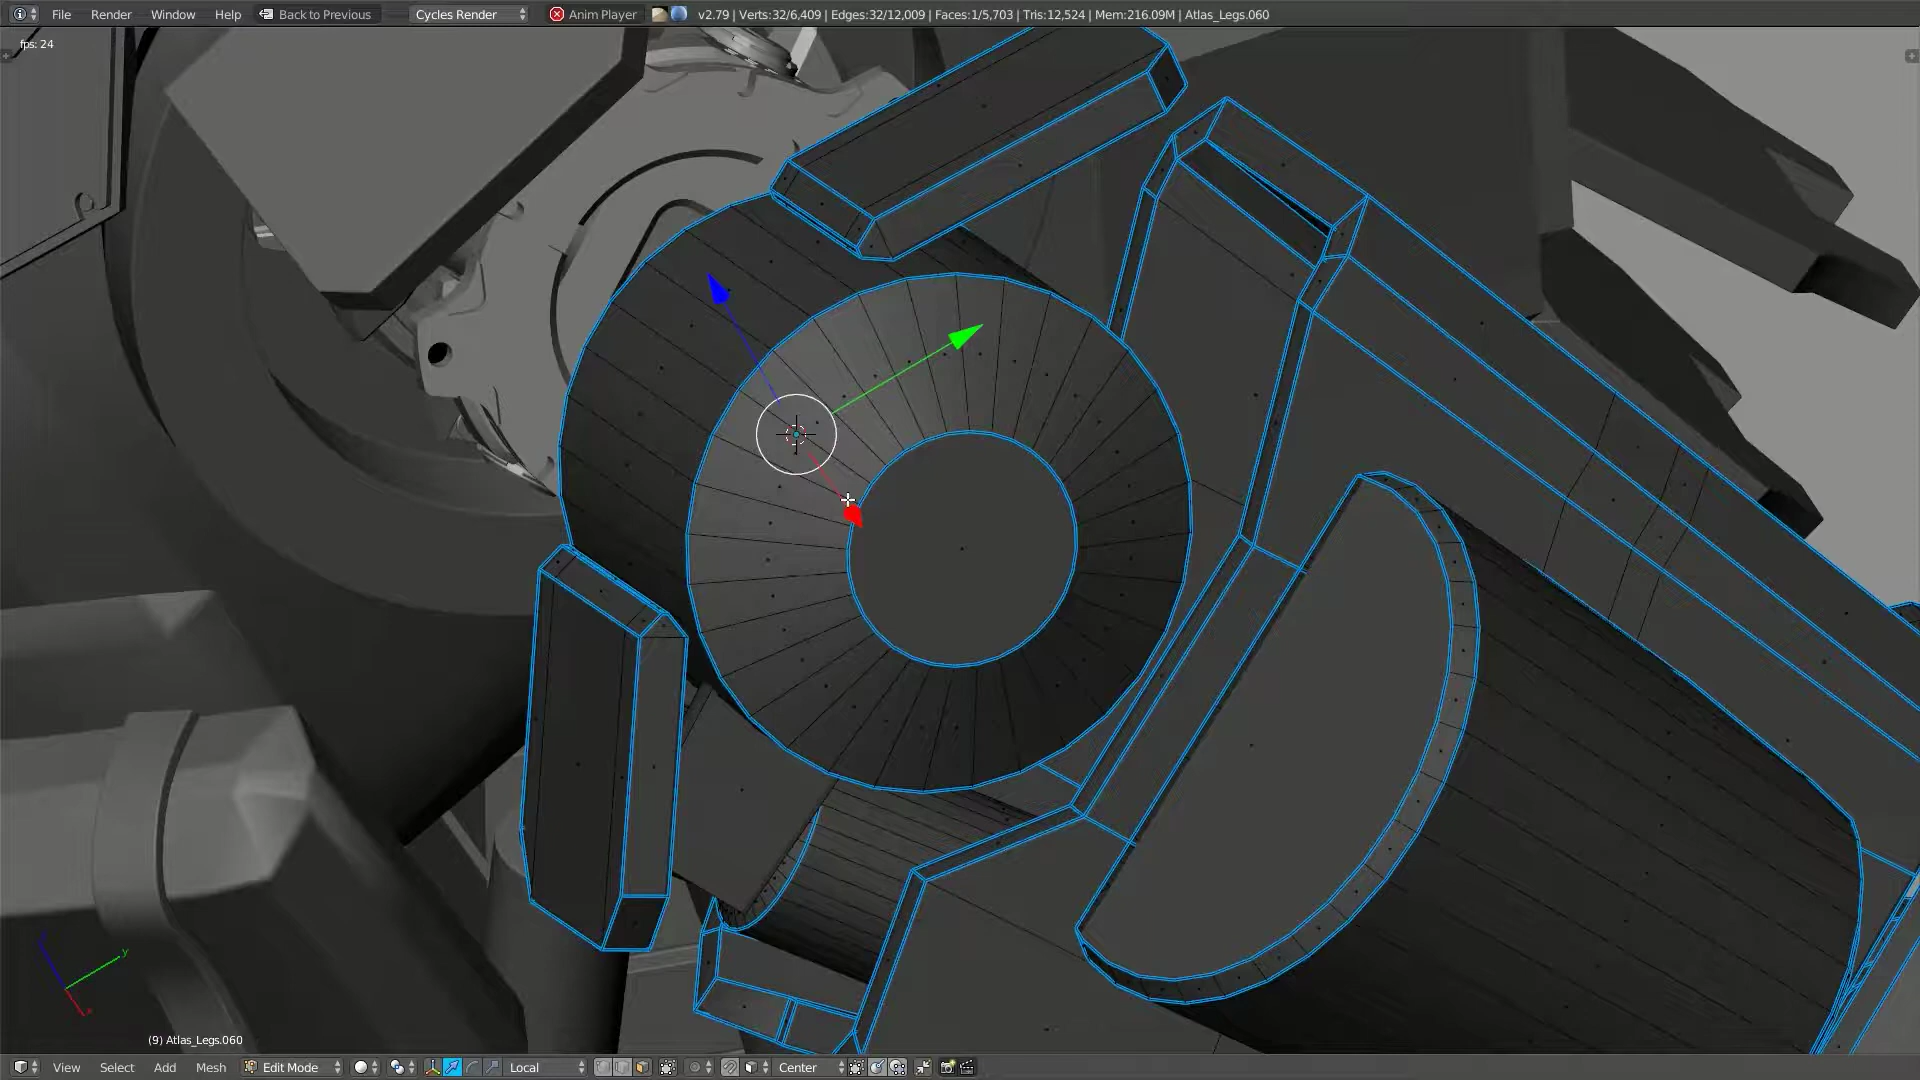 File Render Window Help Back to Previous Cycles Render Anim Player v2.79 | Verts:32/6,409 | Edges:32/12,009 | Faces:1/5,703 | Tris:12,524 | Mem:216.09M | Atlas_Legs.060
fps: 24
y
(9) Atlas_Legs.060
View Select Add Mesh Edit Mode Local Center